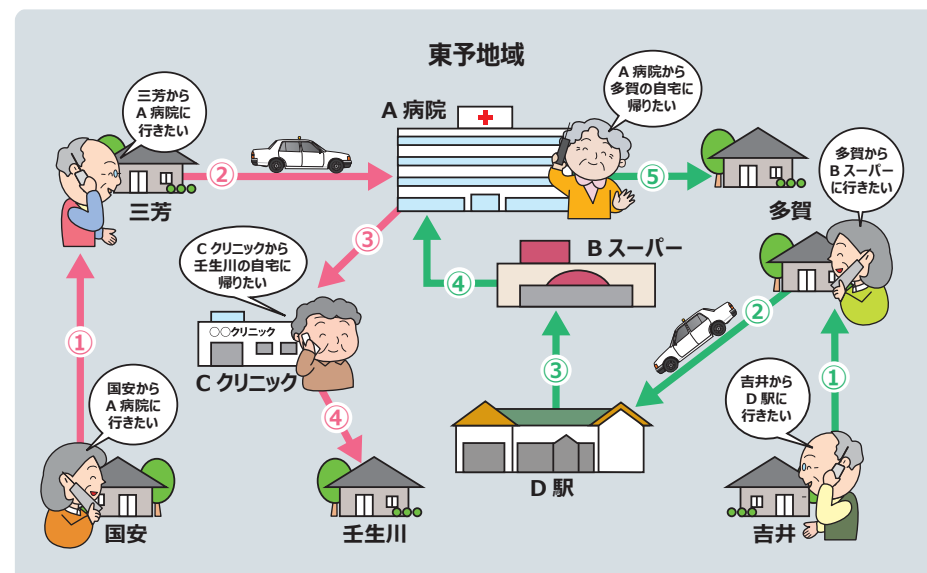 東予地域
三芳から
A 病院に
行きたい
A 病院
A 病院から
多賀の自宅に
帰りたい
多賀から
B スーパー
に行きたい
②
⑤
三芳
多賀
③
C クリニックから
壬生川の自宅に
帰りたい
B スーパー
④
②
○○クリニック
①
C クリニック
③
①
国安から
A 病院に
行きたい
④
吉井から
D 駅に
行きたい
D 駅
国安
壬生川
吉井